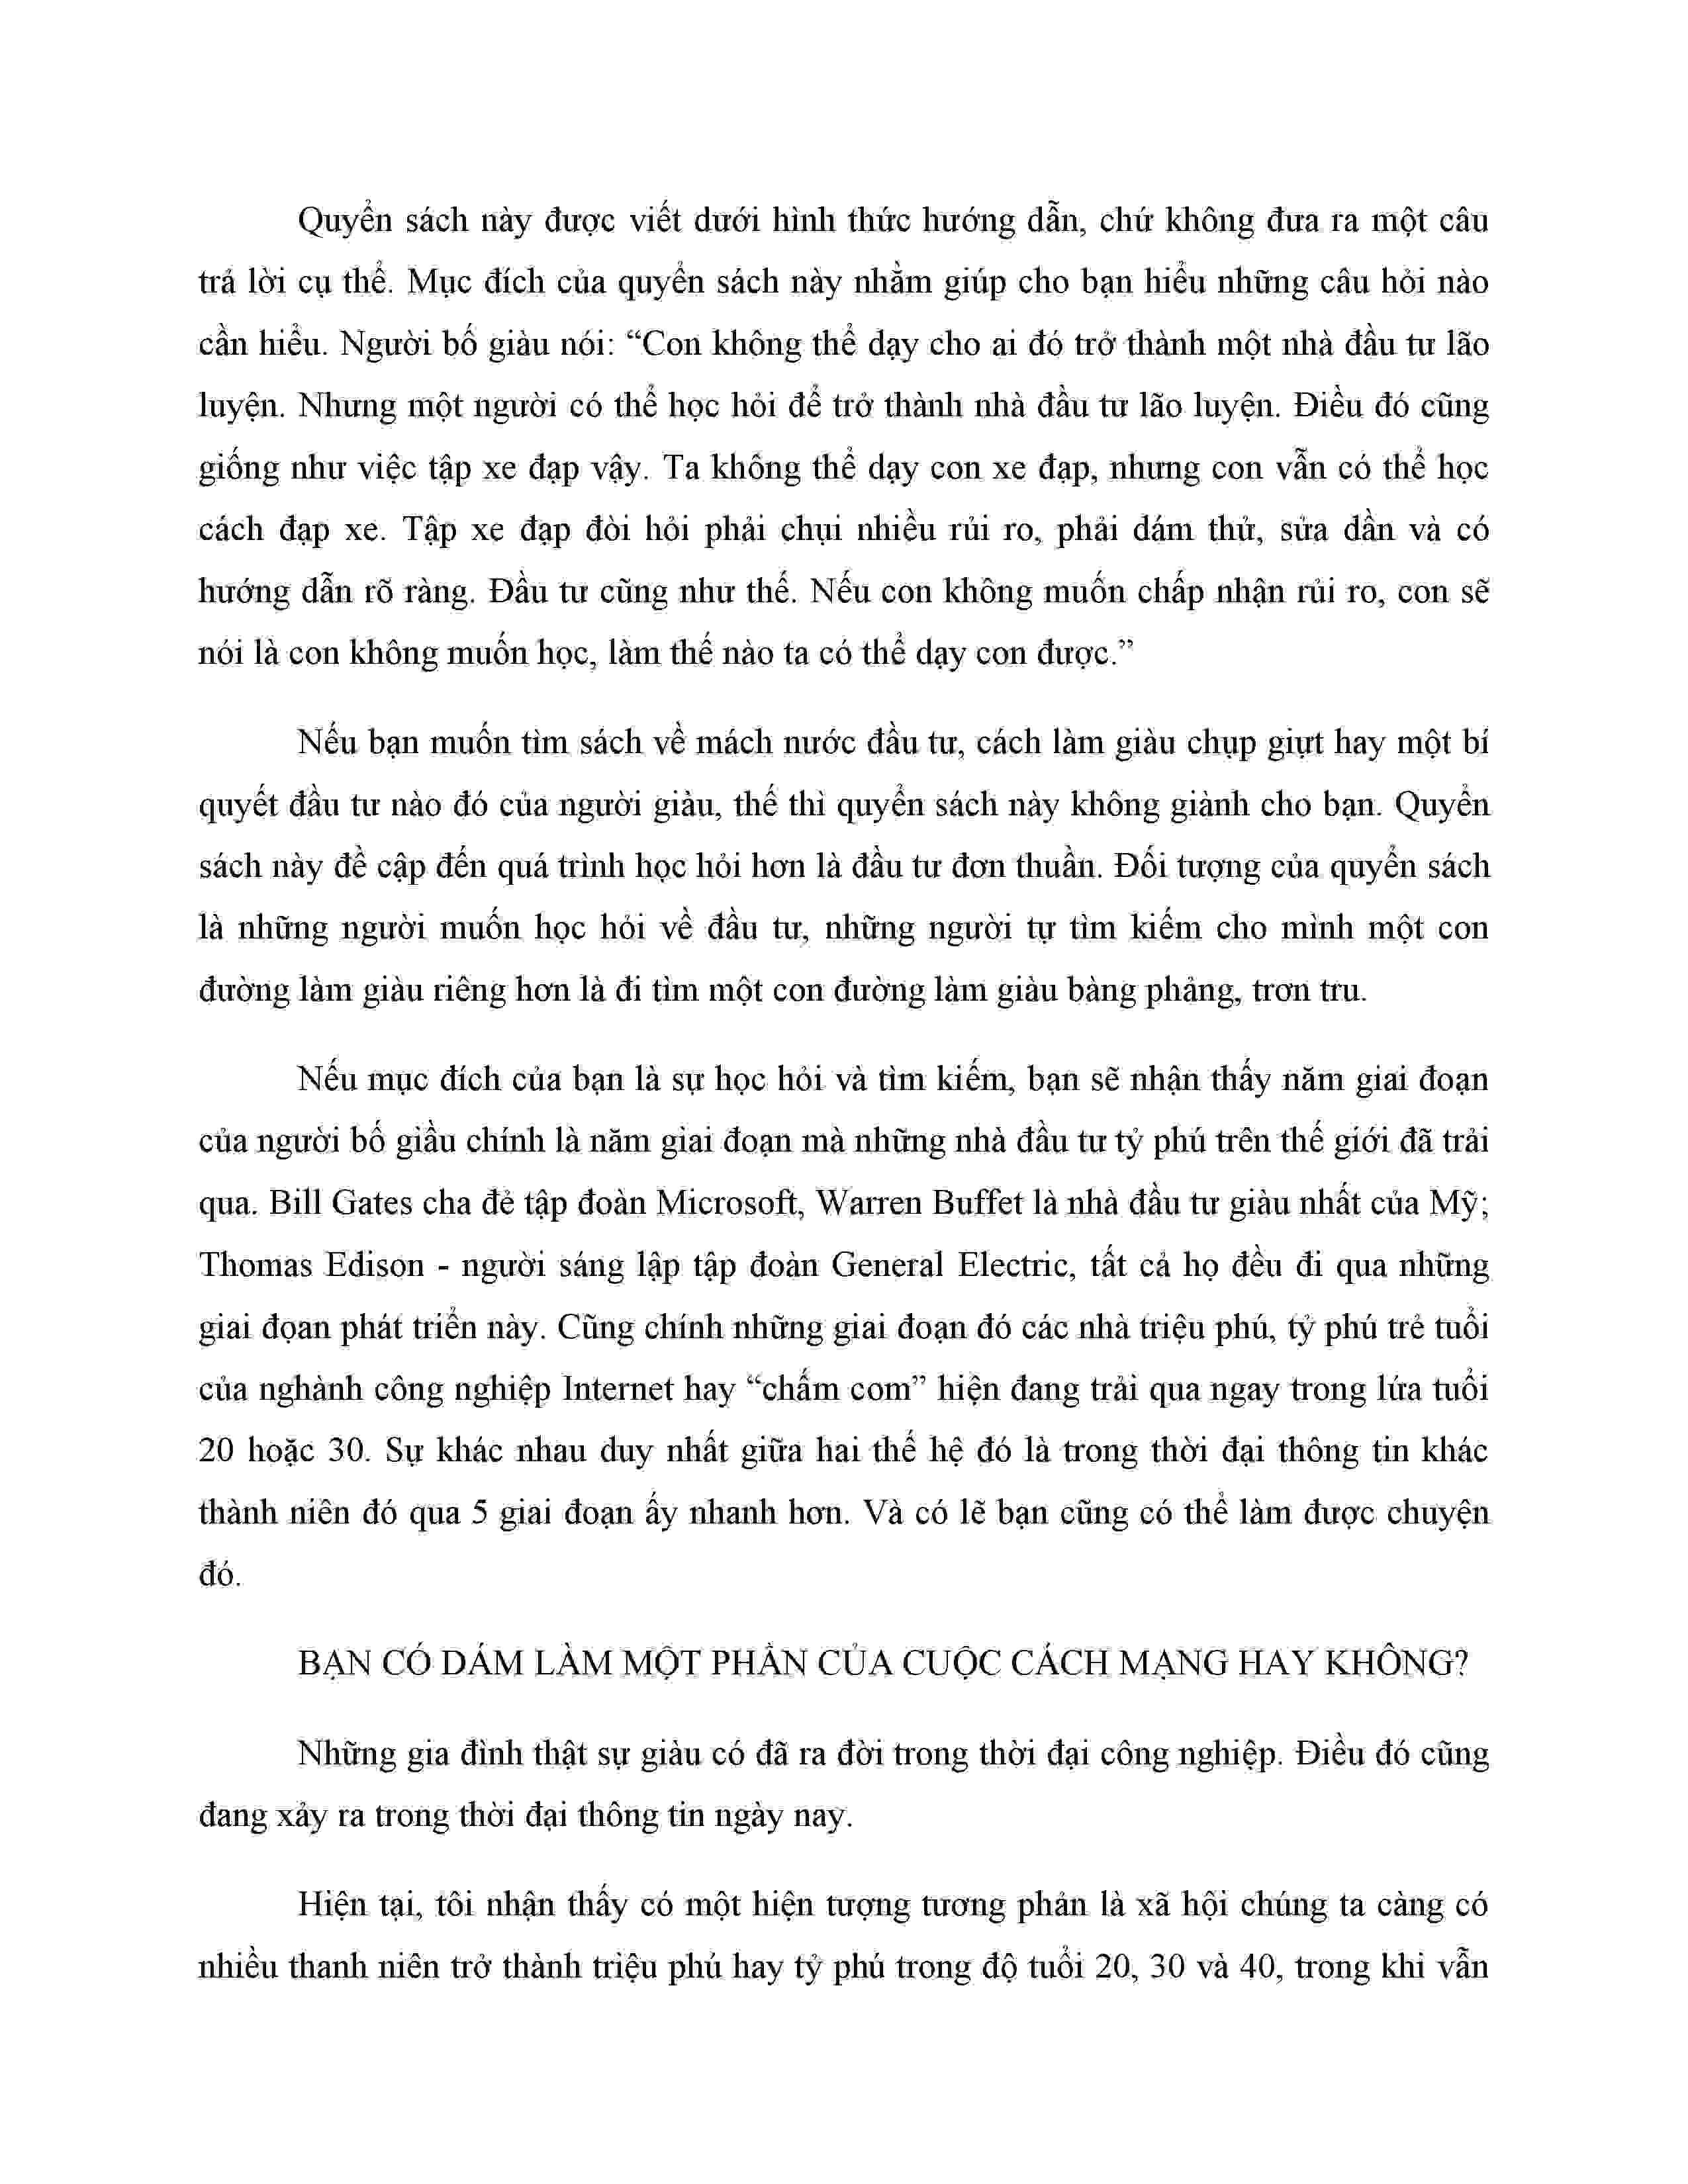 Quyển sách này được viết dưới hình thức hướng dẫn, chứ không đưa ra một câu
trả lời cụ thể. Mục đích của quyển sách này nhằm giúp cho bạn hiểu những câu hỏi nào
cần hiểu. Người bố giàu nói: “Con không thể dạy cho ai đó trở thành một nhà đầu tư lão
luyện. Nhưng một người có thể học hỏi để trở thành nhà đầu tư lão luyện. Điều đó cũng
giống như việc tập xe đạp vậy. Ta không thể dạy con xe đạp, nhưng con vẫn có thể học
cách đạp xe. Tập xe đạp đòi hỏi phải chụi nhiều rủi ro, phải dám thử, sửa dần và có
hướng dẫn rõ ràng. Đầu tư cũng như thế. Nếu con không muốn chấp nhận rủi ro, con sẽ
nói là con không muốn học, làm thế nào ta có thể dạy con được.”
Nếu bạn muốn tìm sách về mách nước đầu tư, cách làm giàu chụp giựt hay một bí
quyết đầu tư nào đó của người giàu, thế thì quyển sách này không giành cho bạn. Quyển
sách này đề cập đến quá trình học hỏi hơn là đầu tư đơn thuần. Đối tượng của quyển sách
là những người muốn học hỏi về đầu tư, những người tự tìm kiếm cho mình một con
đường làm giàu riêng hơn là đi tìm một con đường làm giàu bàng phảng, trơn tru.
Nếu mục đích của bạn là sự học hỏi và tìm kiếm, bạn sẽ nhận thấy năm giai đoạn
của người bố giầu chính là năm giai đoạn mà những nhà đầu tư tỷ phú trên thế giới đã trải
qua. Bill Gates cha đẻ tập đoàn Microsoft, Warren Buffet là nhà đầu tư giàu nhất của Mỹ;
Thomas Edison - người sáng lập tập đoàn General Electric, tất cả họ đều đi qua những
giai đọan phát triển này. Cũng chính những giai đoạn đó các nhà triệu phú, tỷ phú trẻ tuổi
của nghành công nghiệp Internet hay “chấm com” hiện đang trải qua ngay trong lứa tuổi
20 hoặc 30. Sự khác nhau duy nhất giữa hai thế hệ đó là trong thời đại thông tin khác
thành niên đó qua 5 giai đoạn ấy nhanh hơn. Và có lẽ bạn cũng có thể làm được chuyện
đó.
BẠN CÓ DÁM LÀM MỘT PHẦN CỦA CUỘC CÁCH MẠNG HAY KHÔNG?
Những gia đình thật sự giàu có đã ra đời trong thời đại công nghiệp. Điều đó cũng
đang xảy ra trong thời đại thông tin ngày nay.
Hiện tại, tôi nhận thấy có một hiện tượng tương phản là xã hội chúng ta càng có
nhiều thanh niên trở thành triệu phú hay tỷ phú trong độ tuổi 20, 30 và 40, trong khi vẫn